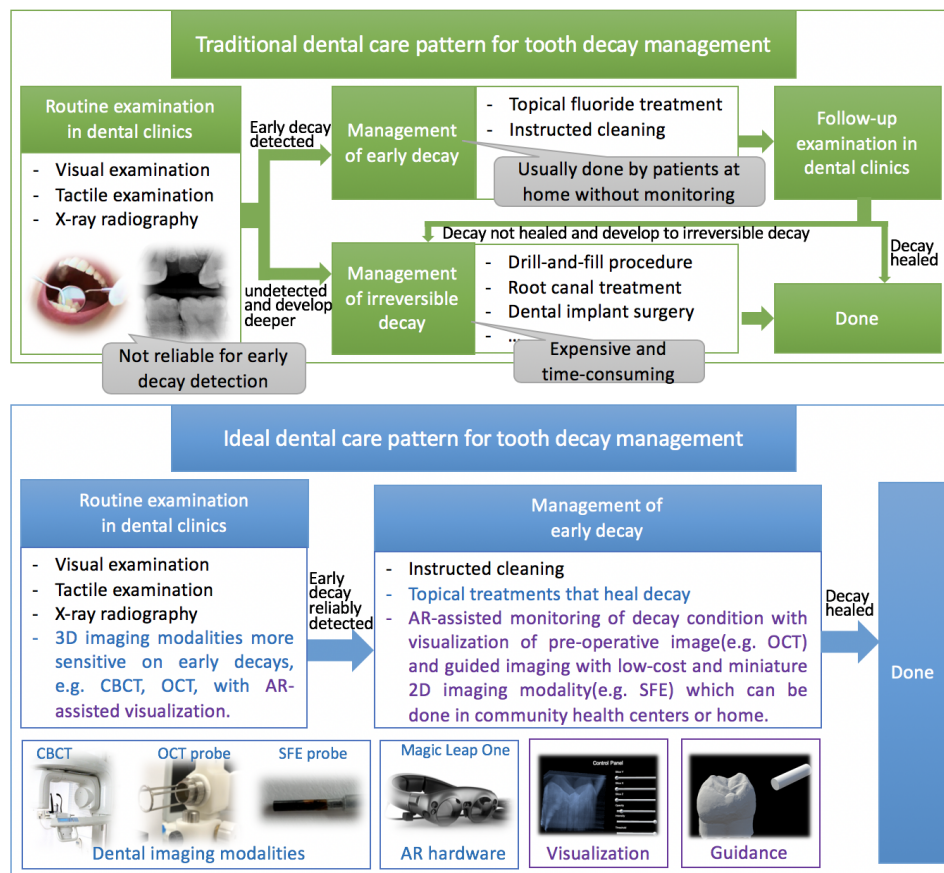 Traditional dental care pattern for tooth decay management
Routine examination
in dental clinics
- Visual examination
- Tactile examination
- X-ray radiography
Not reliable for early
decay detection
Early decay
detected
undetected
and develop
deeper
Management
of early decay
- Topical fluoride treatment
- Instructed cleaning
Usually done by patients at
home without monitoring
Follow-up
examination in
dental clinics
Decay not healed and develop to irreversible decay
Decay
healed
Management
of irreversible
decay
- Drill-and-fill procedure
- Root canal treatment
- Dental implant surgery
- ...
Expensive and
time-consuming
Done
Ideal dental care pattern for tooth decay management
Routine examination
in dental clinics
- Visual examination
- Tactile examination
- X-ray radiography
- 3D imaging modalities more
sensitive on early decays,
e.g. CBCT, OCT, with AR-
assisted visualization.
Early
decay
reliably
detected
Management of
early decay
- Instructed cleaning
- Topical treatments that heal decay
- AR-assisted monitoring of decay condition with
visualization of pre-operative image(e.g. OCT)
and guided imaging with low-cost and miniature
2D imaging modality(e.g. SFE) which can be
done in community health centers or home.
Decay
healed
Done
CBCT
OCT probe
SFE probe
Dental imaging modalities
Magic Leap One
AR hardware
Control Panel
Visualization
Guidance